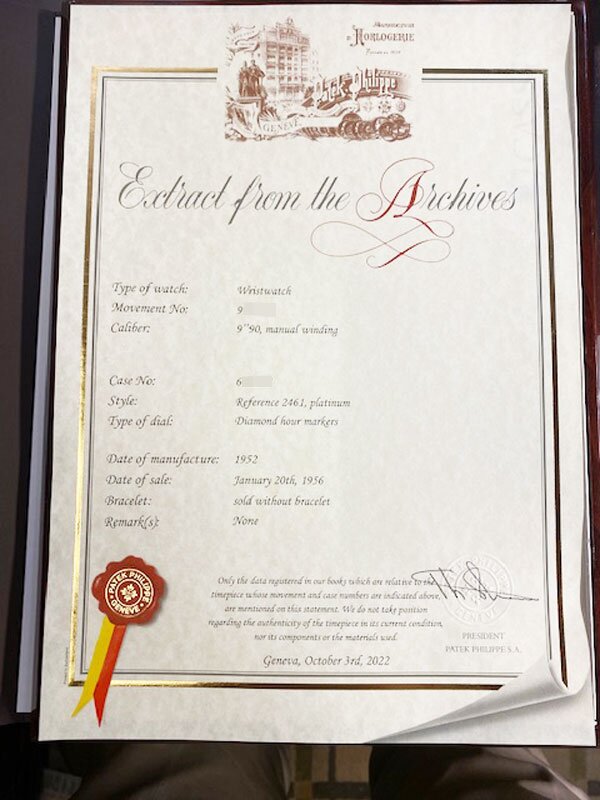 Manufacture
D'HORLOGERIE
Patek Philippe
GENÈVE
Extract from the Archives
Type of watch: Wristwatch
Movement No: 9
Caliber: 9'''90, manual winding
Case No: 6
Style: Reference 2461, platinum
Type of dial: Diamond hour markers
Date of manufacture: 1952
Date of sale: January 20th, 1956
Bracelet: sold without bracelet
Remark(s): None
Only the data registered in our books which are relative to the
timepiece whose movement and case numbers are indicated above,
are mentioned on this statement. We do not take position
regarding the authenticity of the timepiece in its current condition,
nor its components or the materials used.
Geneva, October 3rd, 2022
PATEK PHILIPPE
GENEVE
PRESIDENT
PATEK PHILIPPE S.A.